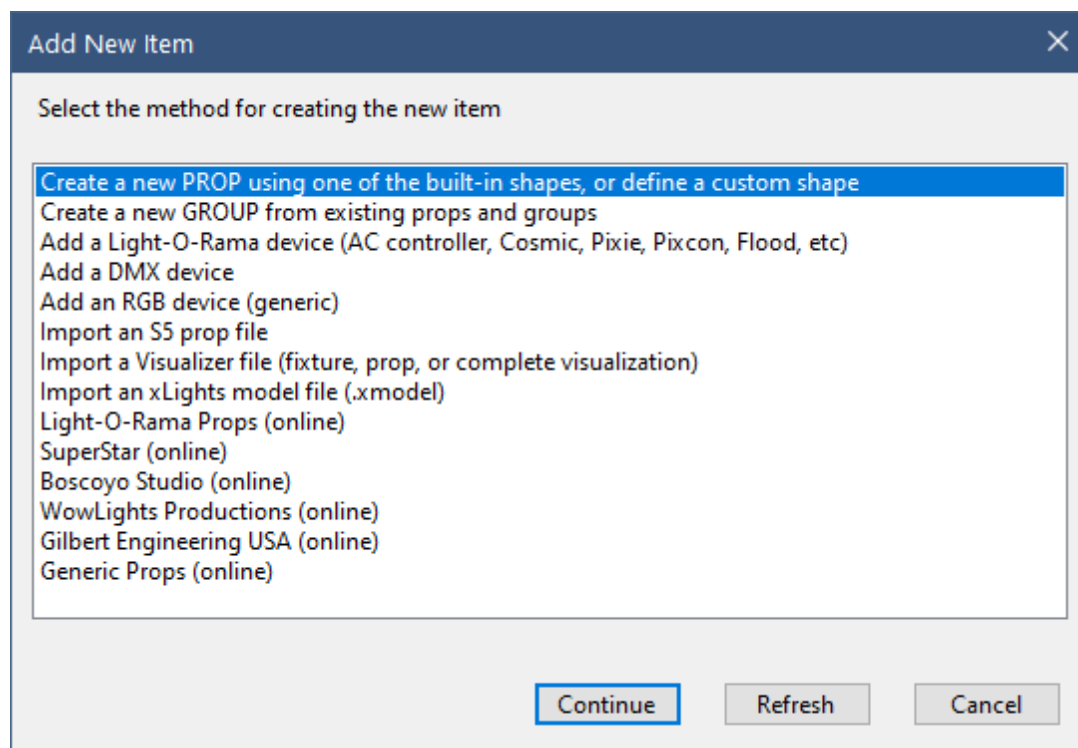 Add New Item
Select the method for creating the new item
Create a new PROP using one of the built-in shapes, or define a custom shape
Create a new GROUP from existing props and groups
Add a Light-O-Rama device (AC controller, Cosmic, Pixie, Pixcon, Flood, etc)
Add a DMX device
Add an RGB device (generic)
Import an S5 prop file
Import a Visualizer file (fixture, prop, or complete visualization)
Import an xLights model file (.xmodel)
Light-O-Rama Props (online)
SuperStar (online)
Boscoyo Studio (online)
WowLights Productions (online)
Gilbert Engineering USA (online)
Generic Props (online)
Continue Refresh Cancel